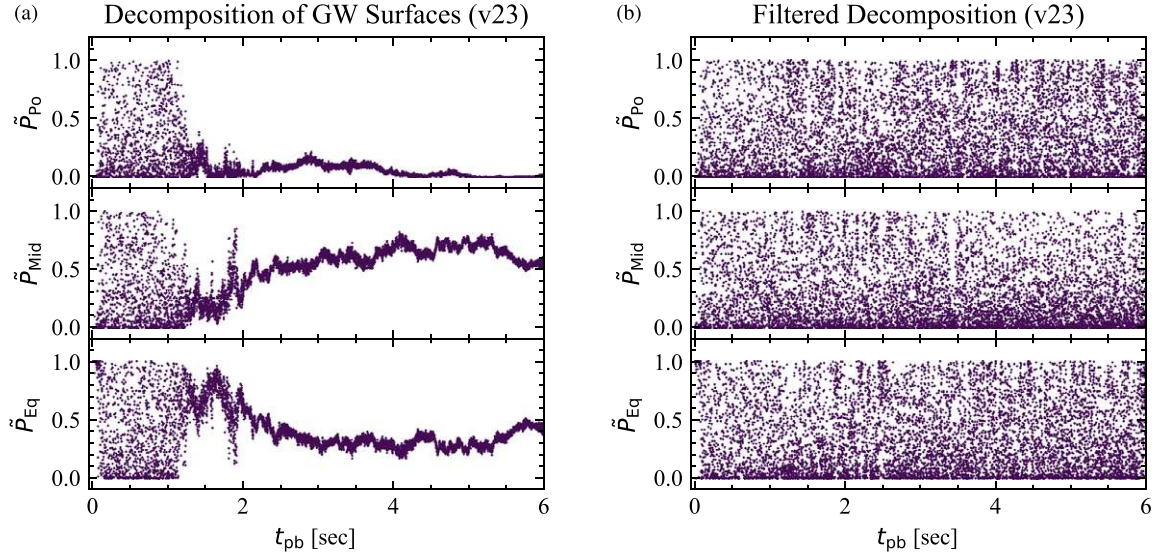 (a)
Decomposition of GW Surfaces (v23)
1.0
0.5
0.0
P̃Po
1.0
0.5
0.0
P̃Mid
1.0
0.5
0.0
P̃Eq
0 2 4 6
tpb [sec]
(b)
Filtered Decomposition (v23)
1.0
0.5
0.0
P̃Po
1.0
0.5
0.0
P̃Mid
1.0
0.5
0.0
P̃Eq
0 2 4 6
tpb [sec]